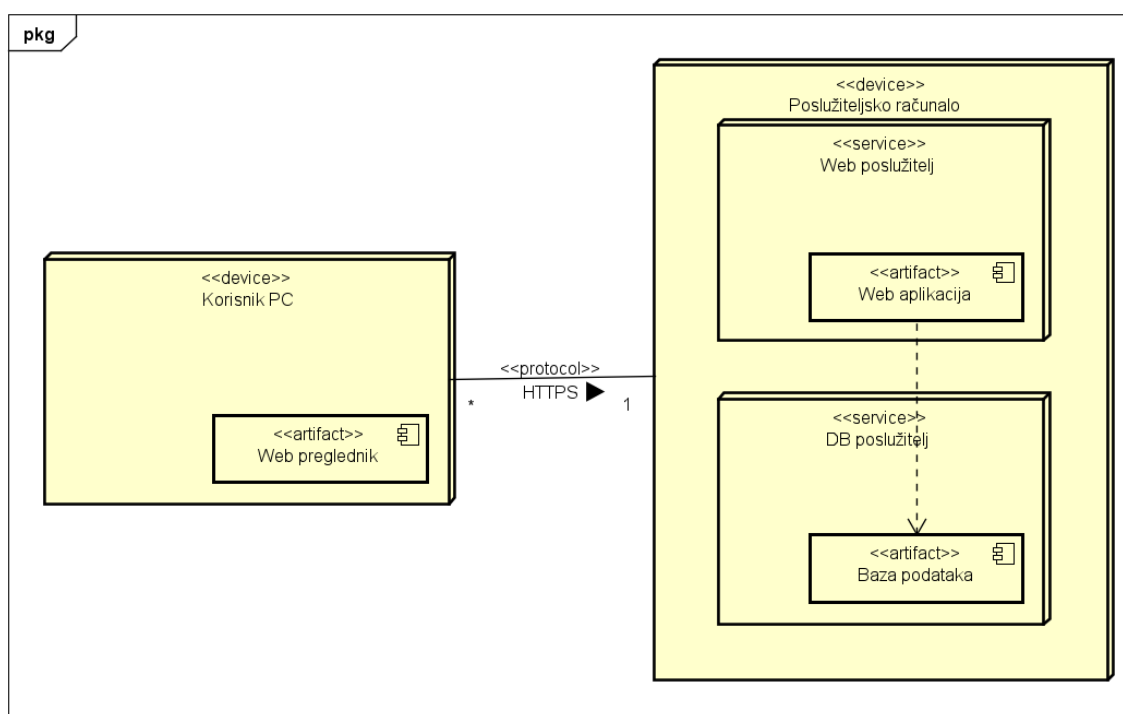 pkg
<<device>>
Poslužiteljsko računalo
<<service>>
Web poslužitelj
<<artifact>>
Web aplikacija
<<device>>
Korisnik PC
<<artifact>>
Web preglednik
<<protocol>>
HTTPS
*
1
<<service>>
DB poslužitelj
<<artifact>>
Baza podataka